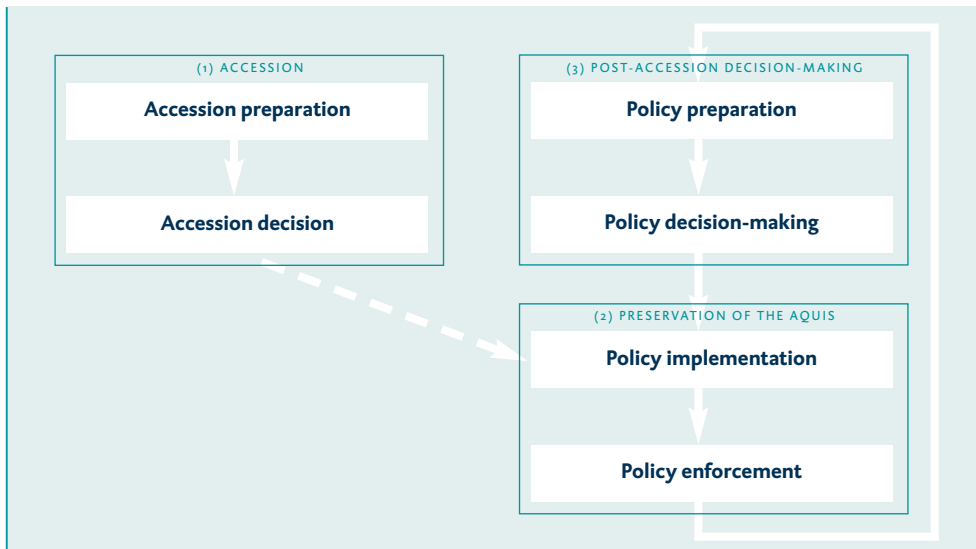 (1) ACCESSION
Accession preparation
Accession decision
(3) POST-ACCESSION DECISION-MAKING
Policy preparation
Policy decision-making
(2) PRESERVATION OF THE AQUIS
Policy implementation
Policy enforcement